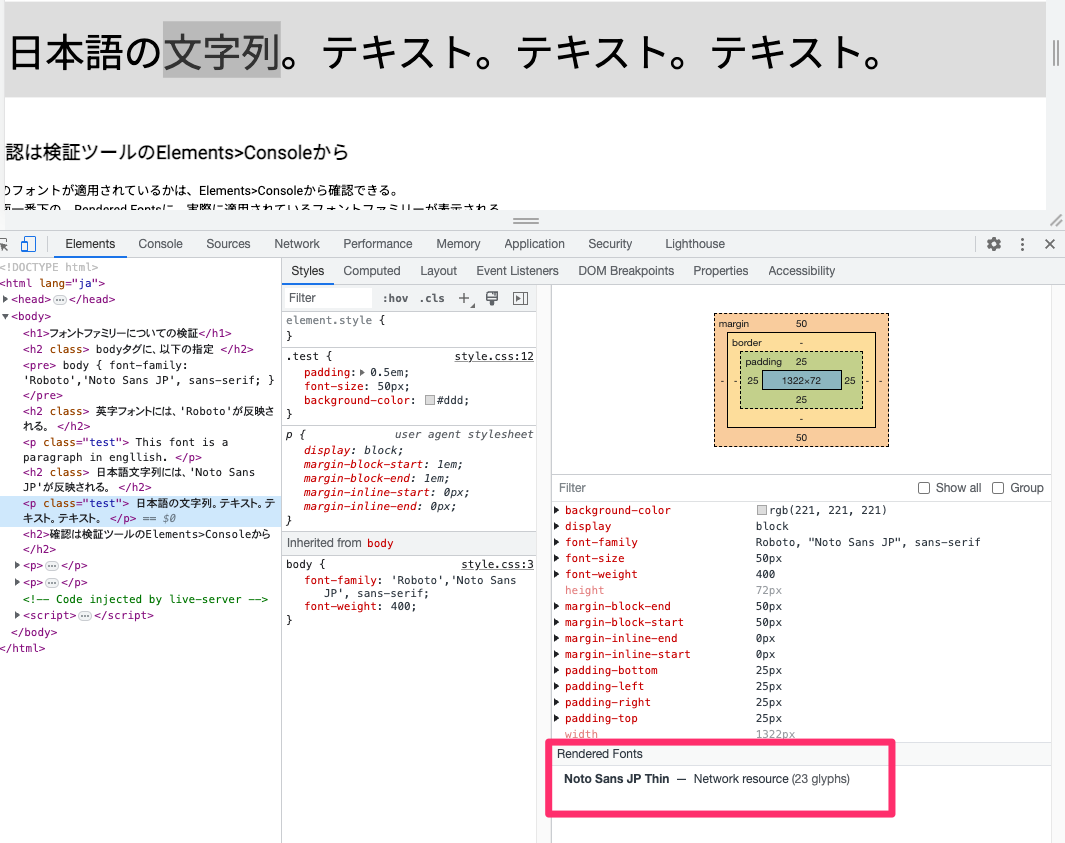 日本語の文字列。テキスト。テキスト。テキスト。
認は検証ツールのElements>Consoleから
のフォントが適用されているかは、Elements>Consoleから確認できる。
面一番下の、Rendered Fontsに、実際に適用されているフォントファミリーが表示される
Elements Console Sources Network Performance Memory Application Security Lighthouse
<!DOCTYPE html>
<html lang="ja">
<head>…</head>
<body>
<h1>フォントファミリーについての検証</h1>
<h2 class> bodyタグに、以下の指定 </h2>
<pre> body { font-family:
'Roboto','Noto Sans JP', sans-serif; }
</pre>
<h2 class> 英字フォントには、'Roboto'が反映さ
れる。 </h2>
<p class="test"> This font is a
paragraph in engllish. </p>
<h2 class> 日本語文字列には、'Noto Sans
JP'が反映される。 </h2>
<p class="test"> 日本語の文字列。テキスト。テ
キスト。テキスト。 </p> == $0
<h2>確認は検証ツールのElements>Consoleから
</h2>
<p>…</p>
<p>…</p>
<!-- Code injected by live-server -->
<script>…</script>
</body>
</html>
Styles Computed Layout Event Listeners DOM Breakpoints Properties Accessibility
Filter :hov .cls +
element.style {
}
.test { style.css:12
padding: 0.5em;
font-size: 50px;
background-color: #ddd;
}
p { user agent stylesheet
display: block;
margin-block-start: 1em;
margin-block-end: 1em;
margin-inline-start: 0px;
margin-inline-end: 0px;
}
Inherited from body
body { style.css:3
font-family: 'Roboto','Noto Sans
JP', sans-serif;
font-weight: 400;
}
margin 50
border -
padding 25
- - 25 1322×72 25 - -
25
-
50
Filter Show all Group
background-color rgb(221, 221, 221)
display block
font-family Roboto, "Noto Sans JP", sans-serif
font-size 50px
font-weight 400
height 72px
margin-block-end 50px
margin-block-start 50px
margin-inline-end 0px
margin-inline-start 0px
padding-bottom 25px
padding-left 25px
padding-right 25px
padding-top 25px
width 1322px
Rendered Fonts
Noto Sans JP Thin — Network resource (23 glyphs)